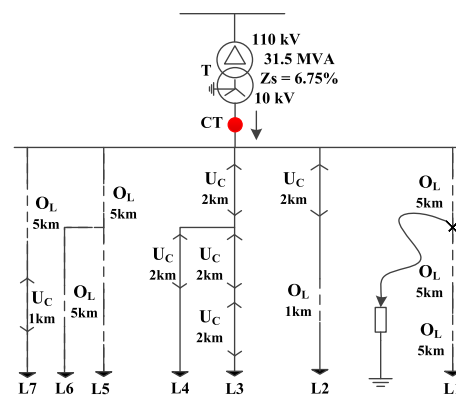 110 kV
31.5 MVA
T
Zs = 6.75%
10 kV
CT
UC
2km
UC
2km
OL
5km
OL
5km
OL
5km
UC
2km
UC
2km
OL
5km
UC
1km
OL
5km
UC
2km
OL
1km
OL
5km
L7
L6
L5
L4
L3
L2